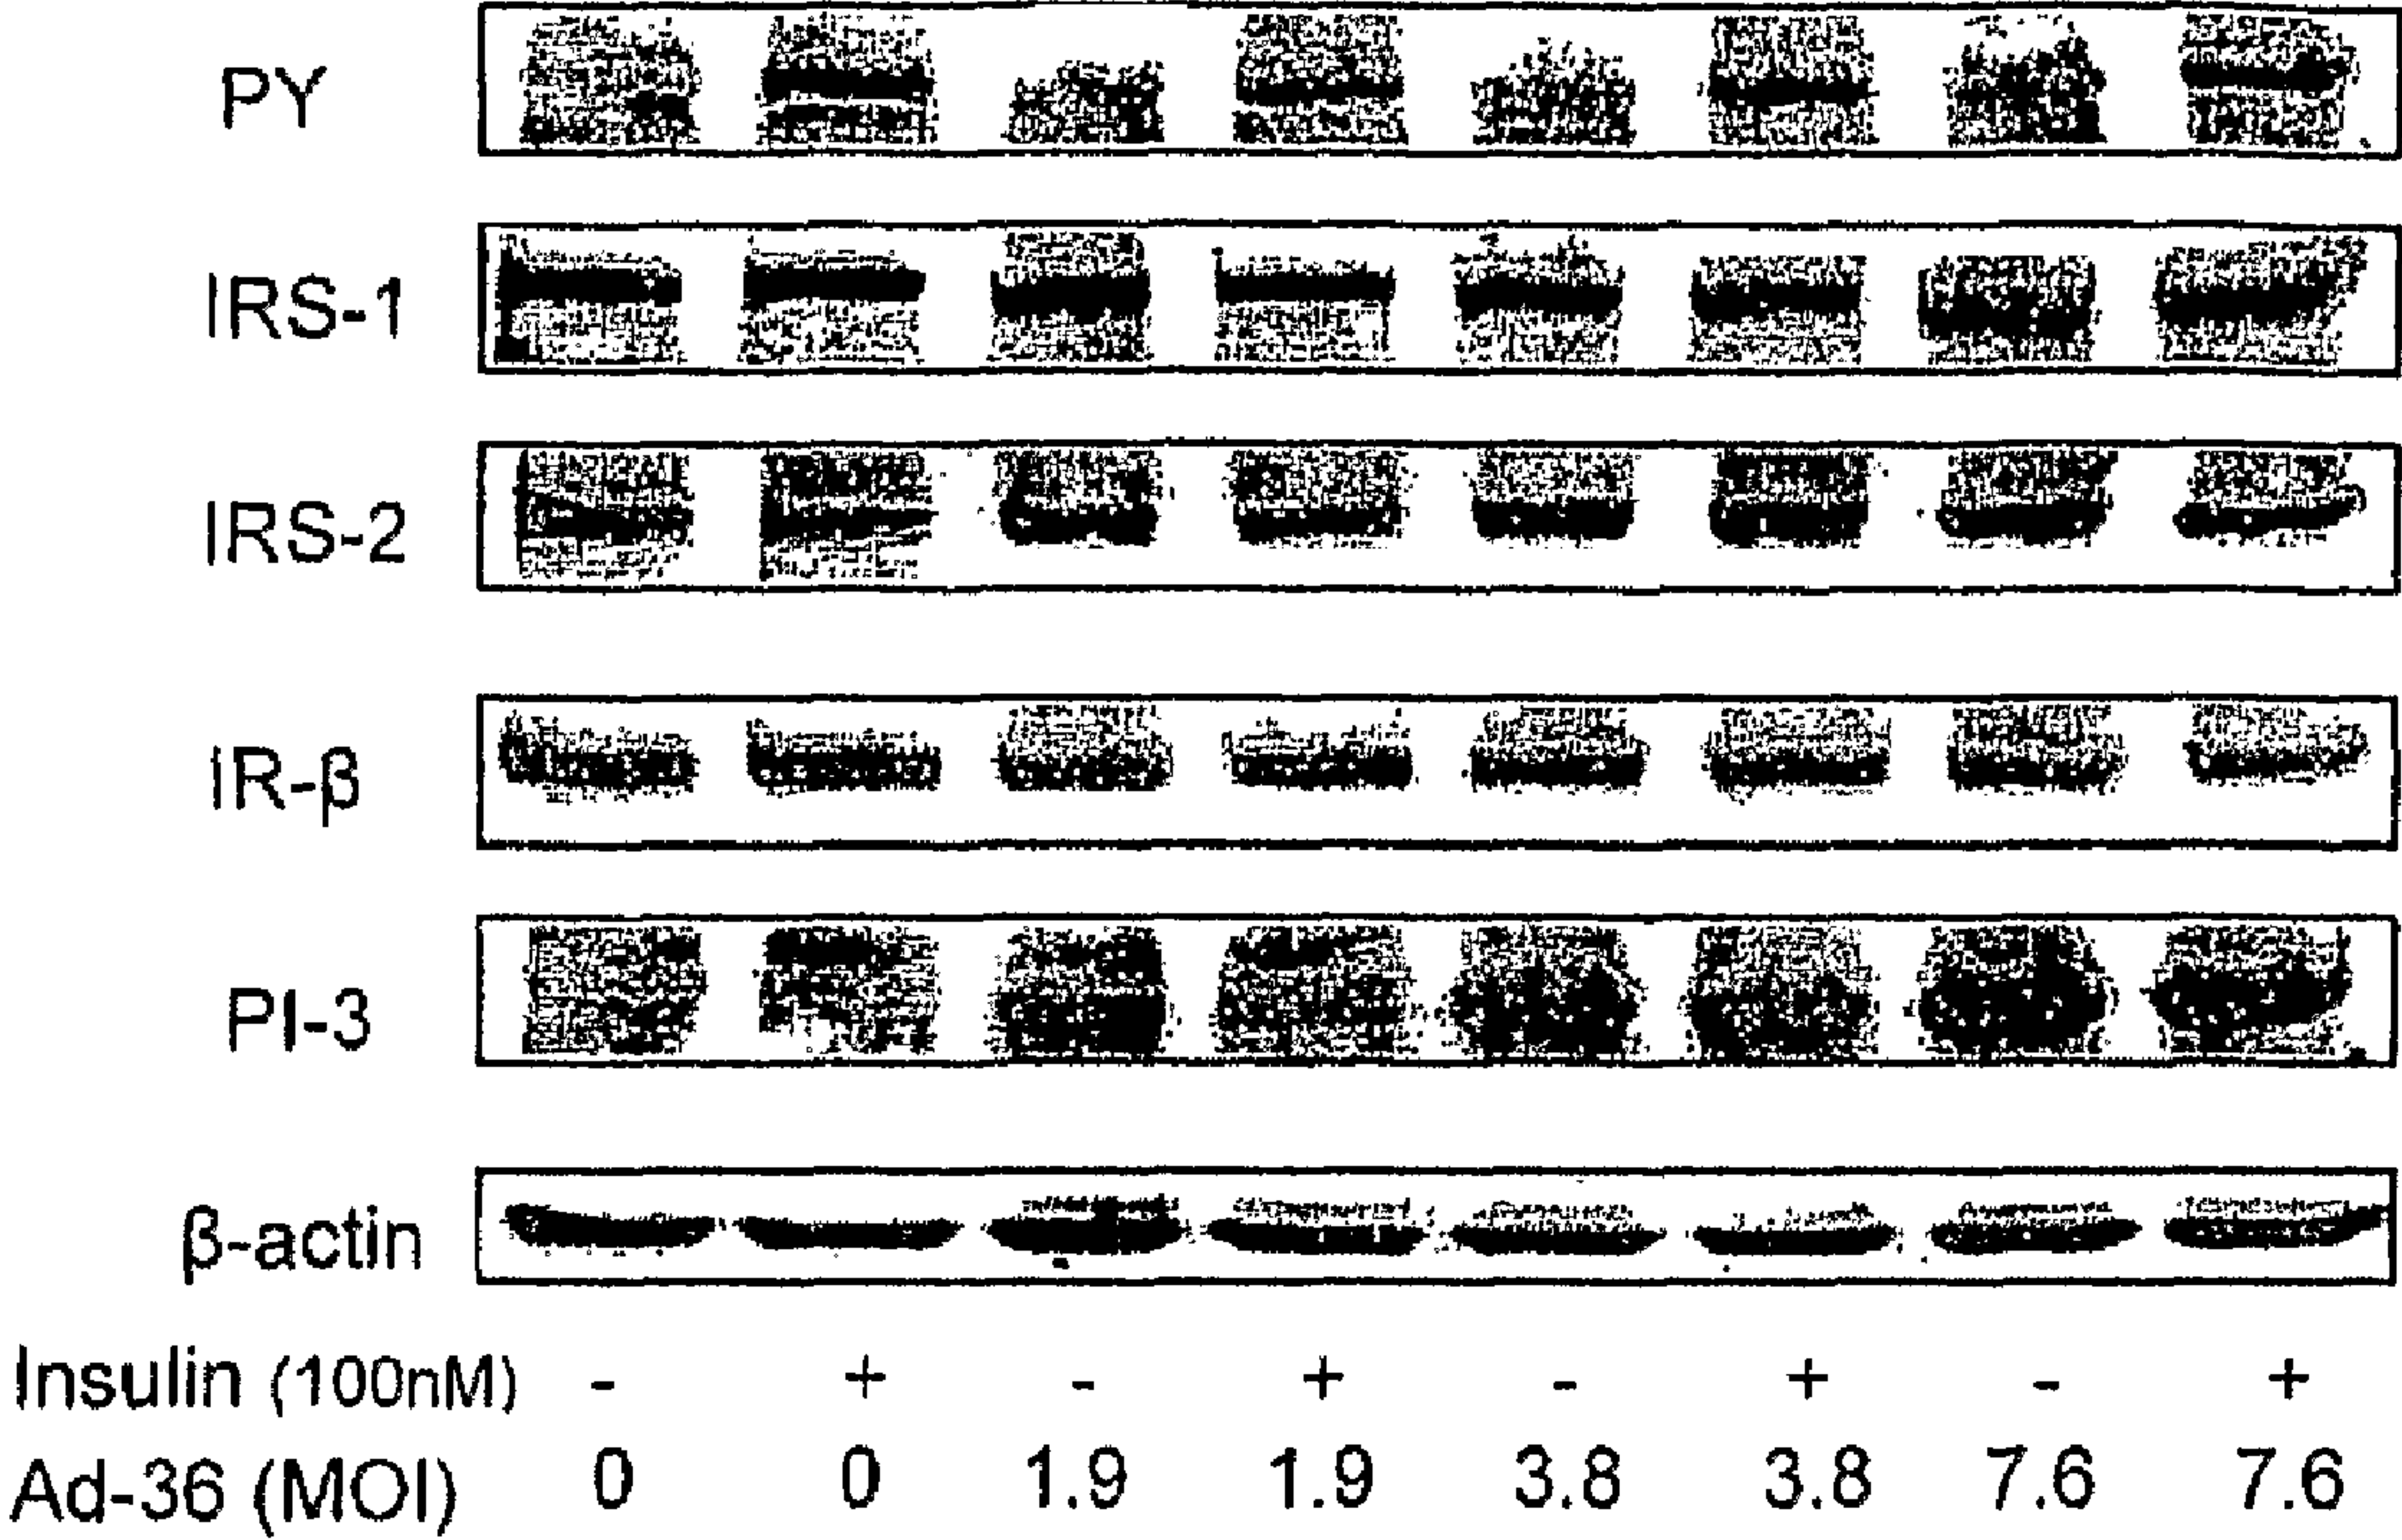 PY
IRS-1
IRS-2
IR-β
PI-3
β-actin
Insulin (100nM) - + - + - + - +
Ad-36 (MOI) 0 0 1.9 1.9 3.8 3.8 7.6 7.6